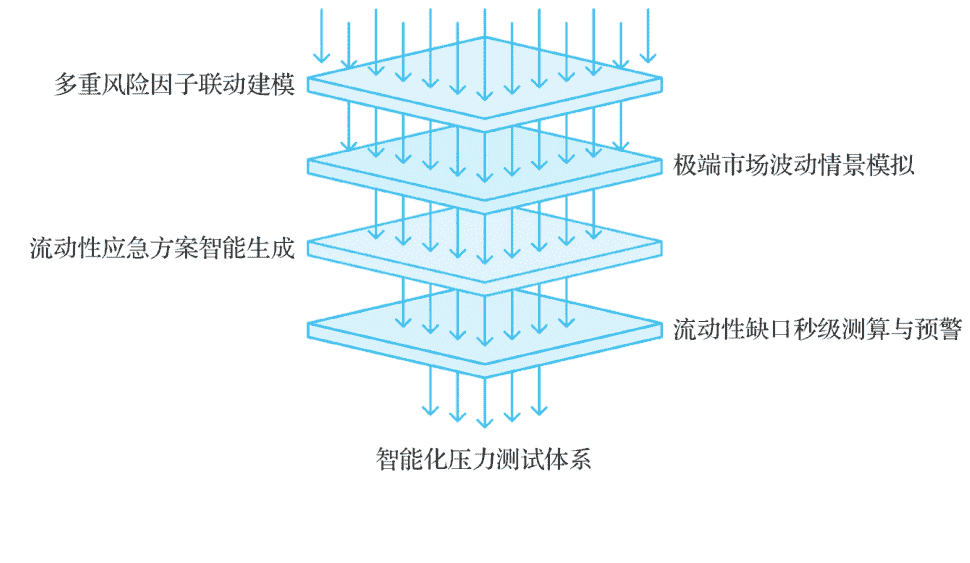 多重风险因子联动建模
极端市场波动情景模拟
流动性应急方案智能生成
流动性缺口秒级测算与预警
智能化压力测试体系